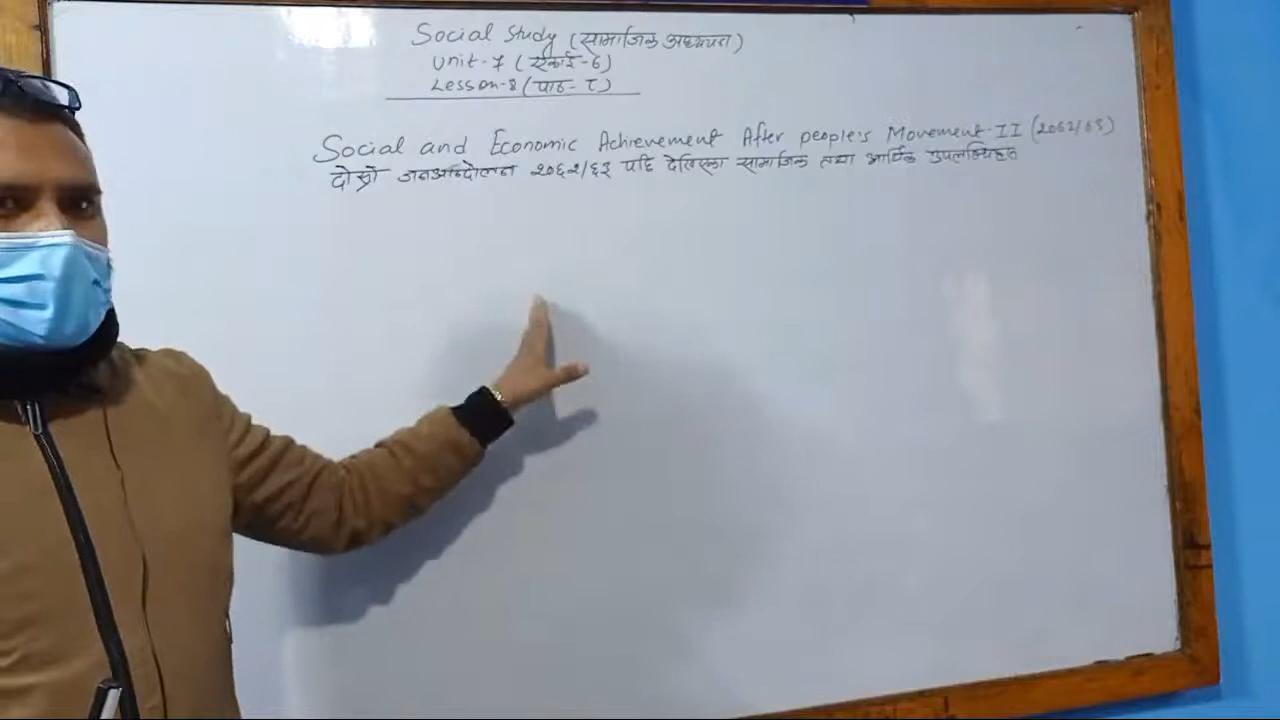 Social Study (सामाजिक अध्ययन)
Unit-7 (एकाई-6)
Lesson-8 (पाठ-८)
Social and Economic Achievement After people's Movement-II (2062/63)
दोस्रो जनआन्दोलन २०६२/६३ पछि देखिएका सामाजिक तथा आर्थिक उपलब्धिहरु